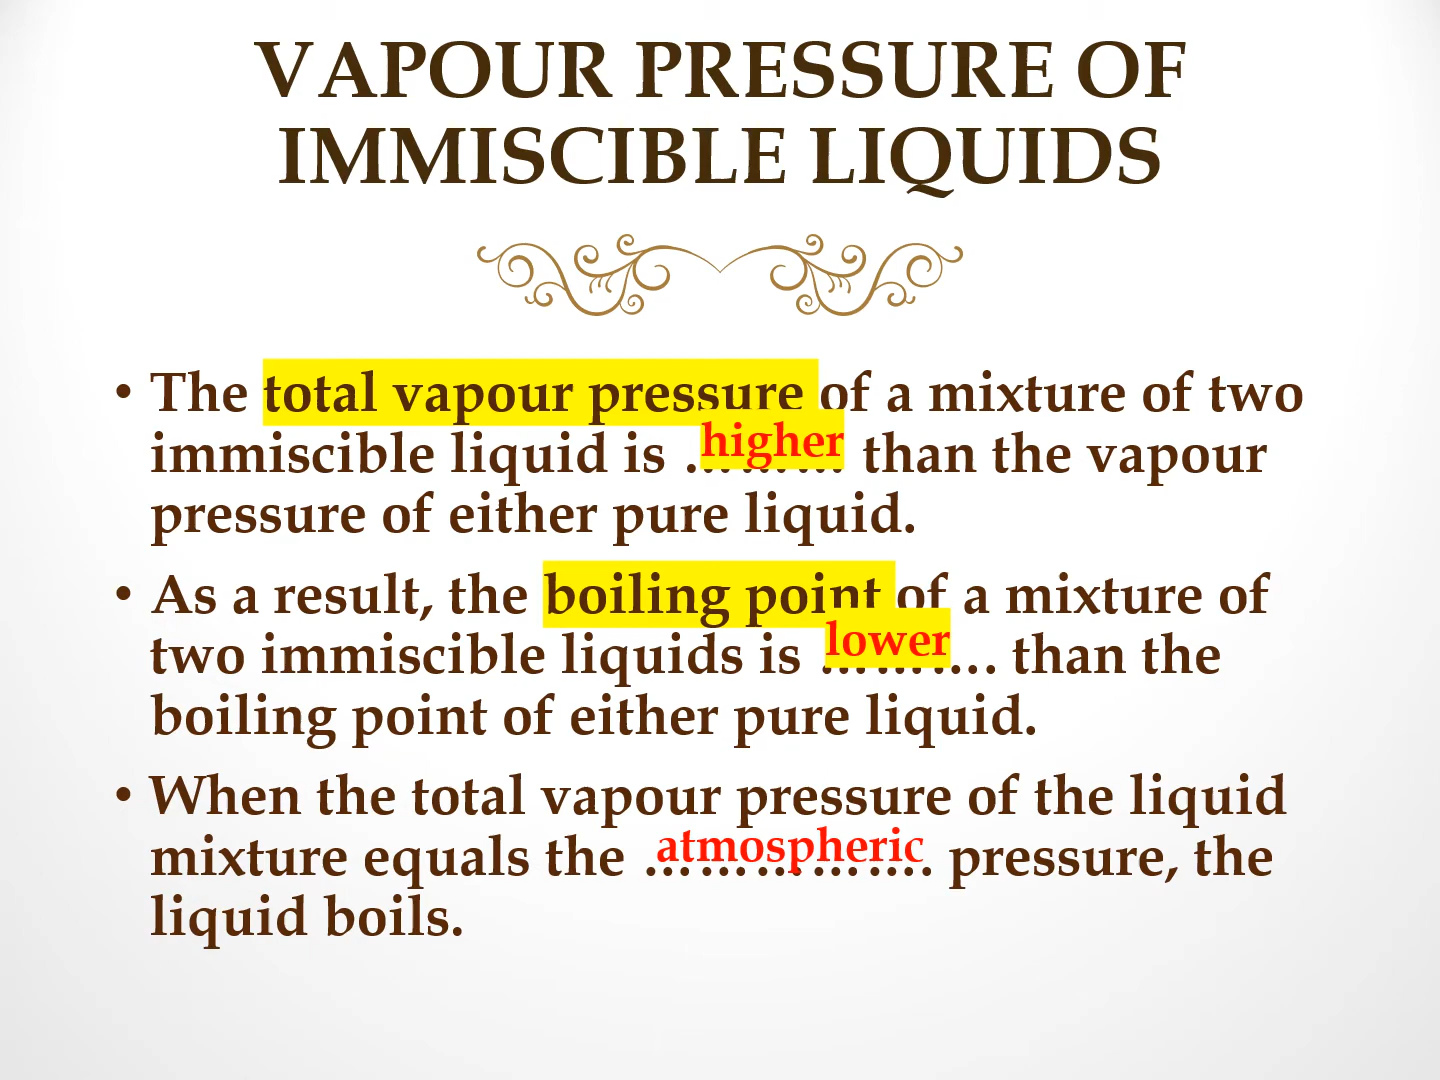 VAPOUR PRESSURE OF
IMMISCIBLE LIQUIDS
• The total vapour pressure of a mixture of two
immiscible liquid is ………. higher than the vapour
pressure of either pure liquid.
• As a result, the boiling point of a mixture of
two immiscible liquids is ………. lower than the
boiling point of either pure liquid.
• When the total vapour pressure of the liquid
mixture equals the ……………. atmospheric pressure, the
liquid boils.